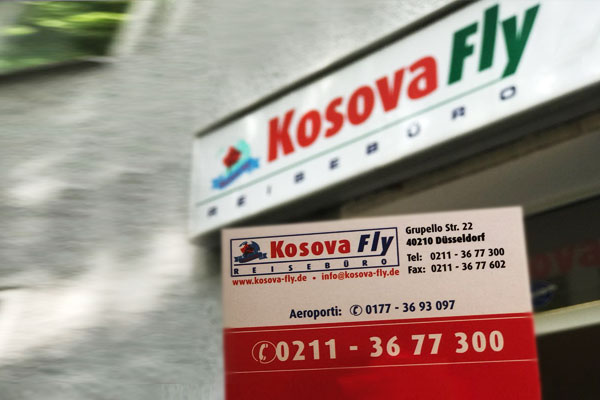 Kosova Fly
REISEBÜRO
Kosova Fly
REISEBÜRO
www.kosova-fly.de • info@kosova-fly.de
Grupello Str. 22
40210 Düsseldorf
Tel: 0211 - 36 77 300
Fax: 0211 - 36 77 602
Aeroporti: ✆ 0177 - 36 93 097
✆ 0211 - 36 77 300